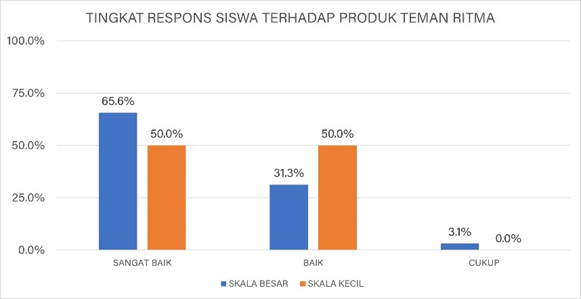 TINGKAT RESPONS SISWA TERHADAP PRODUK TEMAN RITMA
100.0%
75.0%
50.0%
25.0%
0.0%
65.6%
50.0%
31.3%
50.0%
3.1%
0.0%
SANGAT BAIK
BAIK
CUKUP
SKALA BESAR
SKALA KECIL